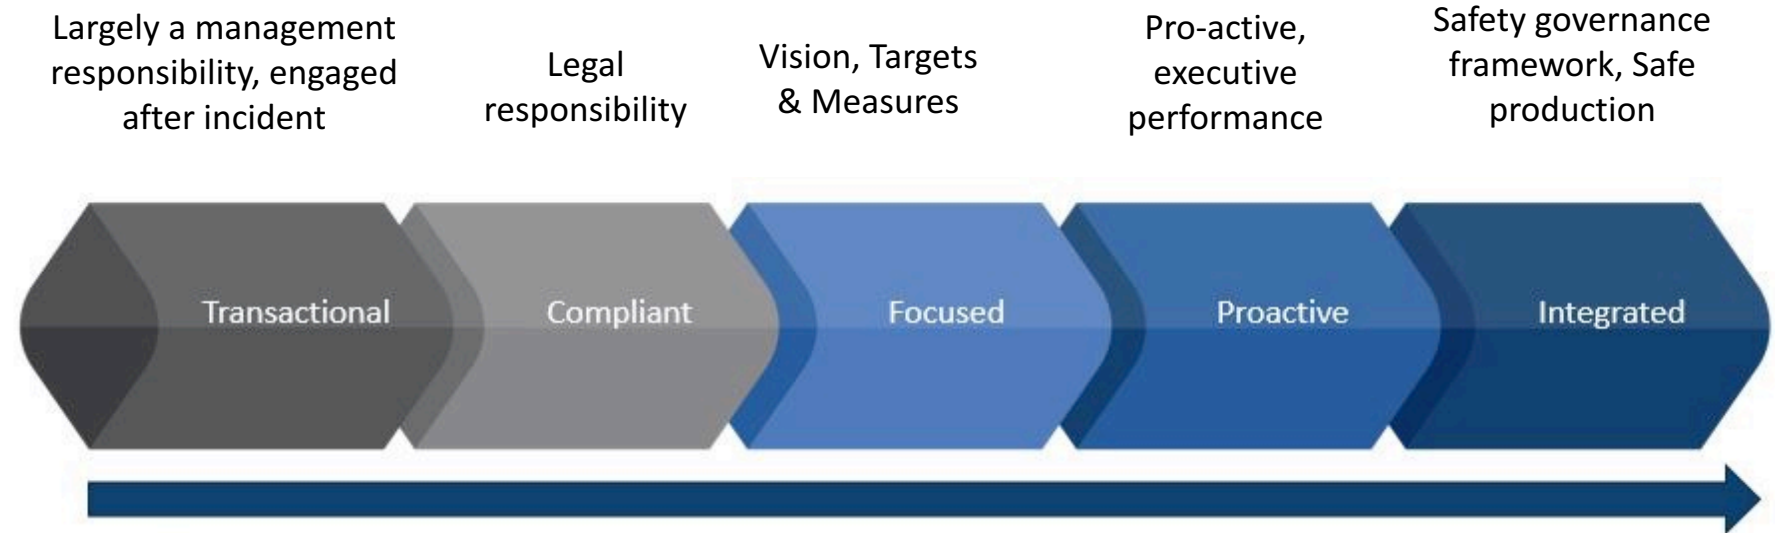 Largely a management
responsibility, engaged
after incident
Legal
responsibility
Vision, Targets
& Measures
Pro-active,
executive
performance
Safety governance
framework, Safe
production
Transactional
Compliant
Focused
Proactive
Integrated